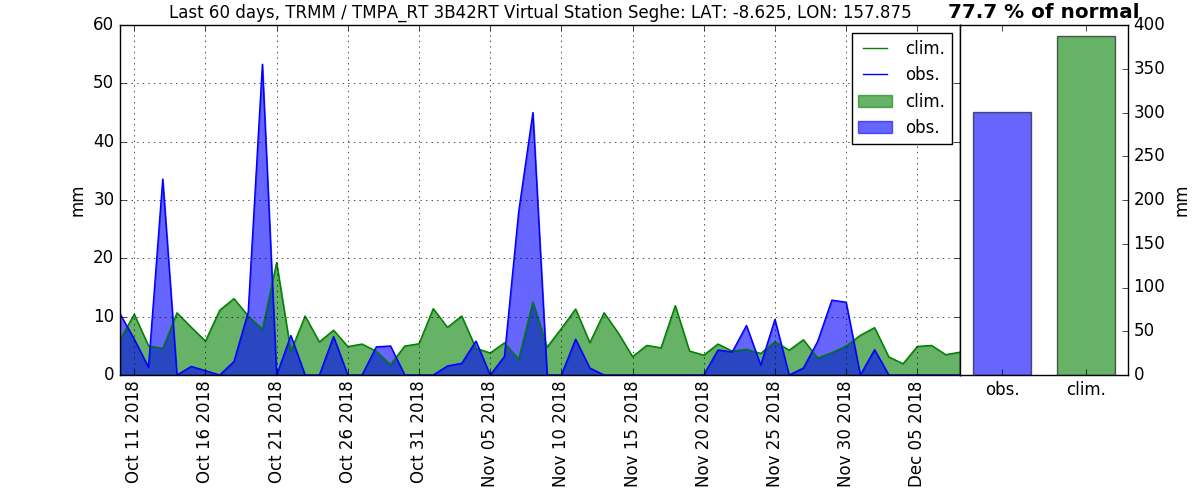 Last 60 days, TRMM / TMPA_RT 3B42RT Virtual Station Seghe: LAT: -8.625, LON: 157.875
77.7 % of normal
60
50
40
30
20
10
0
mm
clim.
obs.
clim.
obs.
400
350
300
250
200
150
100
50
0
mm
Oct 11 2018
Oct 16 2018
Oct 21 2018
Oct 26 2018
Oct 31 2018
Nov 05 2018
Nov 10 2018
Nov 15 2018
Nov 20 2018
Nov 25 2018
Nov 30 2018
Dec 05 2018
obs.
clim.